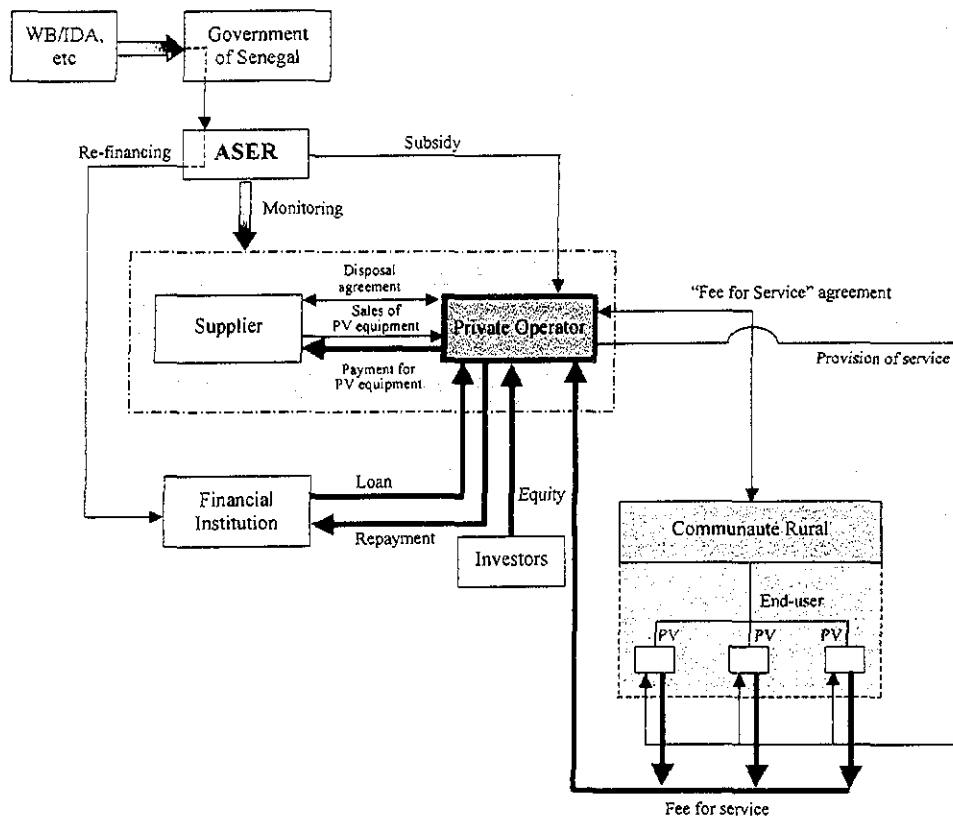 WB/IDA,
etc
Government
of Senegal
Re-financing
ASER
Subsidy
Monitoring
Disposal
agreement
"Fee for Service" agreement
Supplier
Sales of
PV equipment
Private Operator
Provision of service
Payment for
PV equipment
Loan
Financial
Institution
Equity
Repayment
Investors
Communauté Rural
End-user
PV
PV
PV
Fee for service